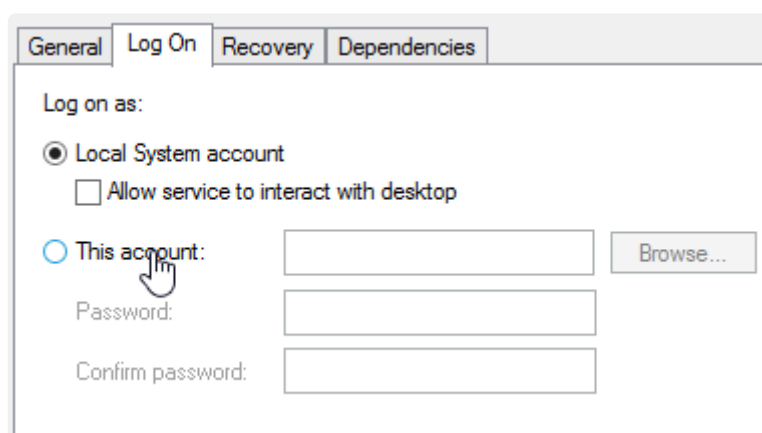 General Log On Recovery Dependencies
Log on as:
Local System account
Allow service to interact with desktop
This account: Browse...
Password:
Confirm password: